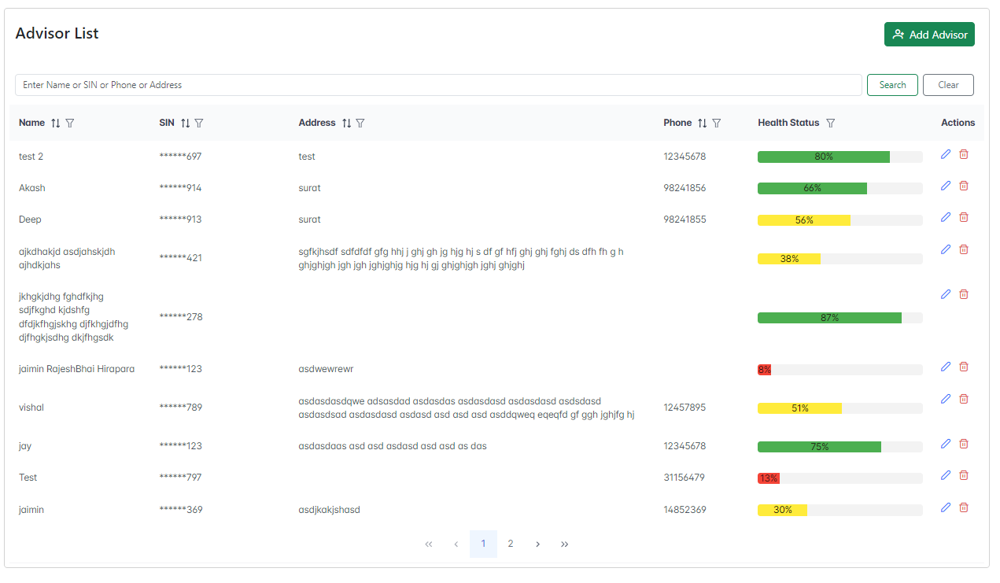 Advisor List
Add Advisor
Enter Name or SIN or Phone or Address
Search
Clear
Name SIN Address Phone Health Status Actions
test 2 ******697 test 12345678 80%
Akash ******914 surat 98241856 66%
Deep ******913 surat 98241855 56%
ajkdhakjd asdjahskjdh
ajhdkjahs
******421
sgfkjhsdf sdfdfdf gfg hhj j ghj gh jg hjg hj s df gf hfj ghj ghj fghj ds dfh fh g h
ghjghjgh jgh jgh jghjghjg hjg hj gj ghjghjgh jghj ghjghj
38%
jkhgkjdhg fghdfkjhg
sdjfkghd kjdshfg
dfdjkfhgjskhg djfkhgjdfhg
djfhgkjsdhg dkjfhgsdk
******278
87%
jaimin RajeshBhai Hirapara ******123 asdwewrewr 8%
vishal
******789
asdasdasdqwe adsasdad asdasdas asdasdasd asdasdasd asdsdasd
asdasdsad asdasdasd asdasd asd asd asd asddqweq eqeqfd gf ggh jghjfg hj
12457895
51%
jay ******123 asdasdaas asd asd asdasd asd asd as das 12345678 75%
Test ******797 31156479 13%
jaimin ******369 asdjkakjshasd 14852369 30%
« ‹ 1 2 › »